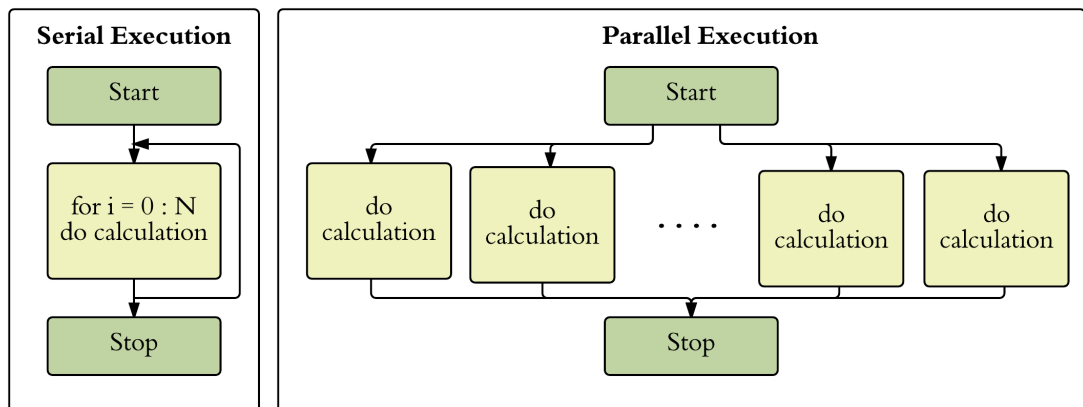 Serial Execution
Start
for i = 0 : N
do calculation
Stop
Parallel Execution
Start
do
calculation
do
calculation
. . . .
do
calculation
do
calculation
Stop